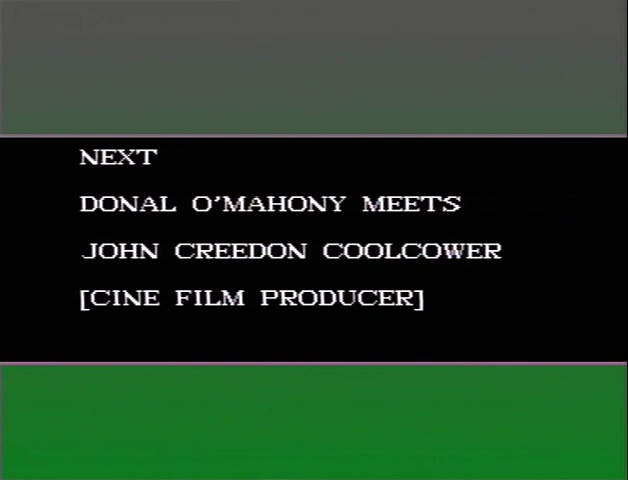 NEXT
DONAL O'MAHONY MEETS
JOHN CREEDON COOLCOWER
[CINE FILM PRODUCER]